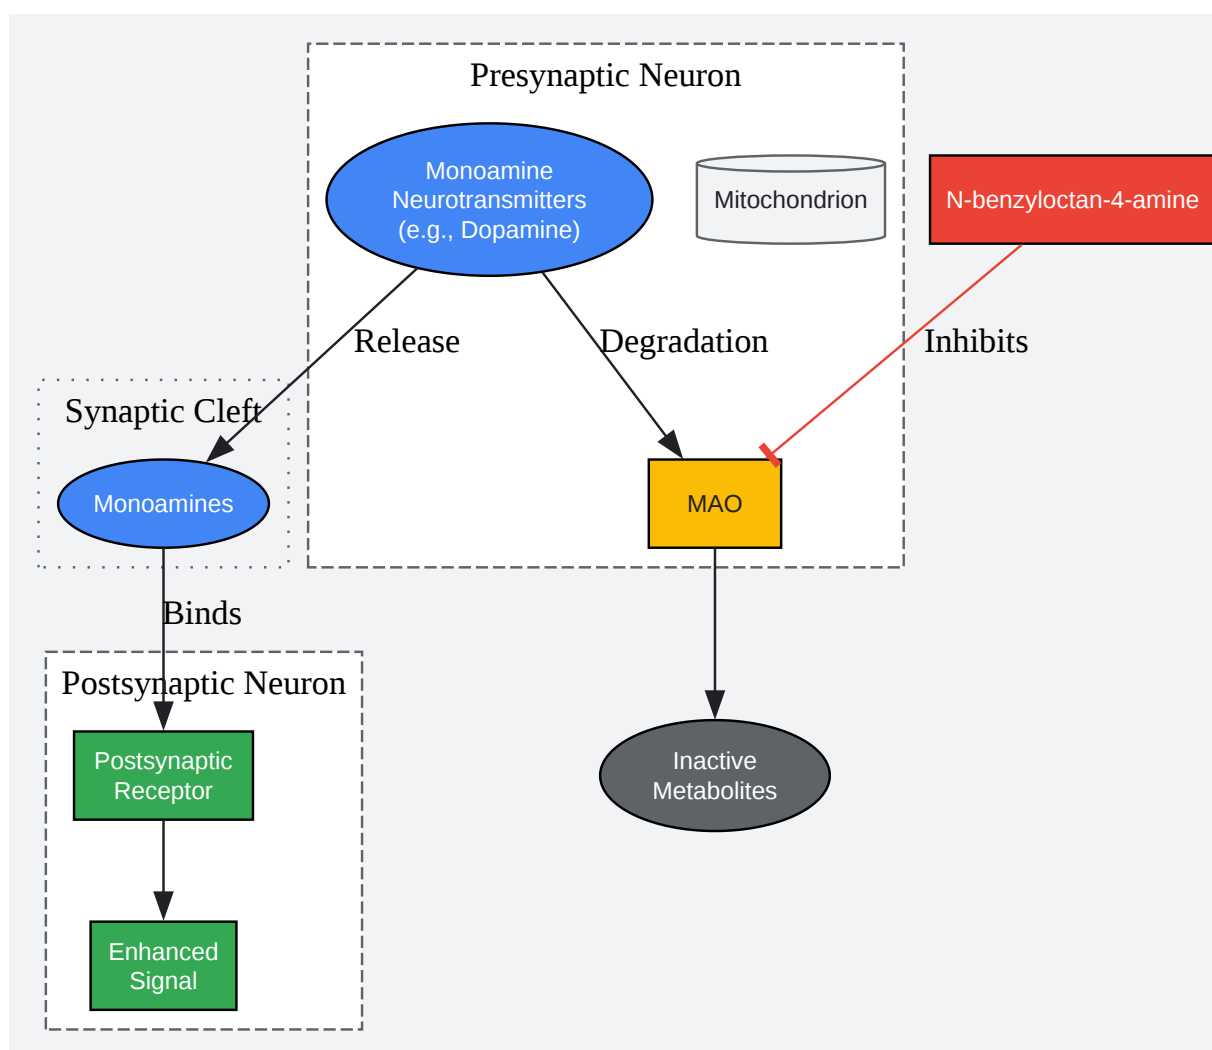 Presynaptic Neuron
Monoamine
Neurotransmitters
(e.g., Dopamine)
Mitochondrion
N-benzyloctan-4-amine
Release
Degradation
Inhibits
Synaptic Cleft
Monoamines
MAO
Binds
Postsynaptic Neuron
Postsynaptic
Receptor
Inactive
Metabolites
Enhanced
Signal